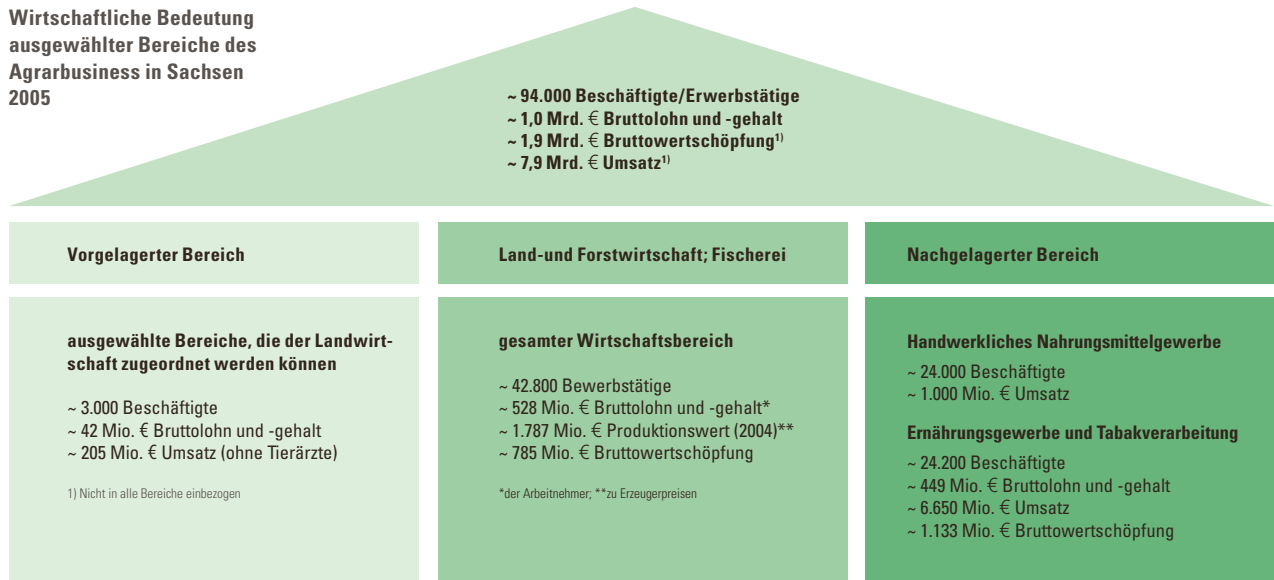 Wirtschaftliche Bedeutung
ausgewählter Bereiche des
Agrarbusiness in Sachsen
2005
~ 94.000 Beschäftigte/Erwerbstätige
~ 1,0 Mrd. € Bruttolohn und -gehalt
~ 1,9 Mrd. € Bruttowertschöpfung¹⁾
~ 7,9 Mrd. € Umsatz¹⁾
Vorgelagerter Bereich
ausgewählte Bereiche, die der Landwirt-
schaft zugeordnet werden können
~ 3.000 Beschäftigte
~ 42 Mio. € Bruttolohn und -gehalt
~ 205 Mio. € Umsatz (ohne Tierärzte)
1) Nicht in alle Bereiche einbezogen
Land-und Forstwirtschaft; Fischerei
gesamter Wirtschaftsbereich
~ 42.800 Bewerbstätige
~ 528 Mio. € Bruttolohn und -gehalt*
~ 1.787 Mio. € Produktionswert (2004)**
~ 785 Mio. € Bruttowertschöpfung
*der Arbeitnehmer; **zu Erzeugerpreisen
Nachgelagerter Bereich
Handwerkliches Nahrungsmittelgewerbe
~ 24.000 Beschäftigte
~ 1.000 Mio. € Umsatz
Ernährungsgewerbe und Tabakverarbeitung
~ 24.200 Beschäftigte
~ 449 Mio. € Bruttolohn und -gehalt
~ 6.650 Mio. € Umsatz
~ 1.133 Mio. € Bruttowertschöpfung